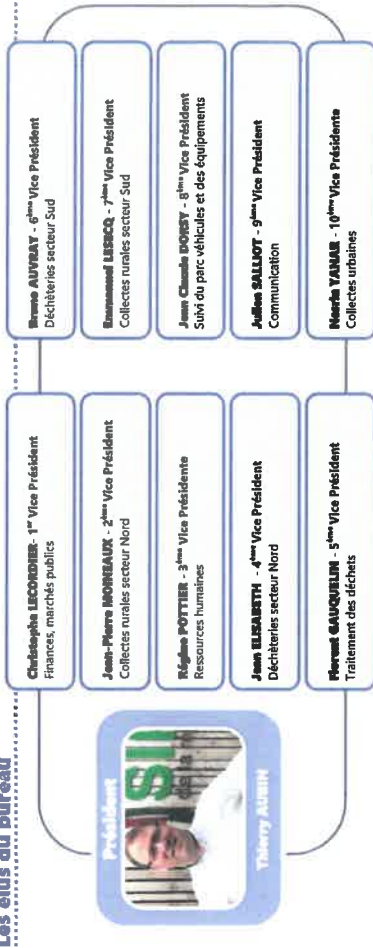 Les élus du bureau
Président
Thierry AUBIN
Christophe LECORDIER - 1er Vice Président
Finances, marchés publics
Jean-Pierre MOINEAUX - 2ème Vice Président
Collectes rurales secteur Nord
Régine POTTIER - 3ème Vice Présidente
Ressources humaines
Jean ELISABETH - 4ème Vice Président
Déchèteries secteur Nord
Florent GAUQUELIN - 5ème Vice Président
Traitement des déchets
Bruno AUVRAY - 6ème Vice Président
Déchèteries secteur Sud
Emmanuel LESECQ - 7ème Vice Président
Collectes rurales secteur Sud
Jean Claude DORSY - 8ème Vice Président
Suivi du parc véhicules et des équipements
Julien SALLIOT - 9ème Vice Président
Communication
YANAR - 10ème Vice Présidente
Collectes urbaines